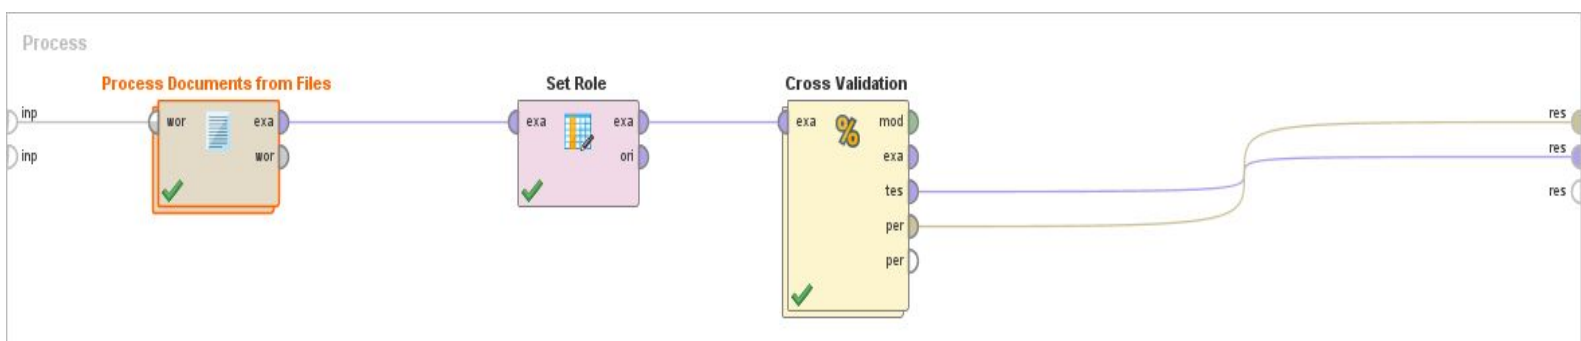 Process
Process Documents from Files
Set Role
Cross Validation
inp
wor
exa
exa
exa
exa
mod
res
inp
wor
ori
exa
res
tes
res
per
per